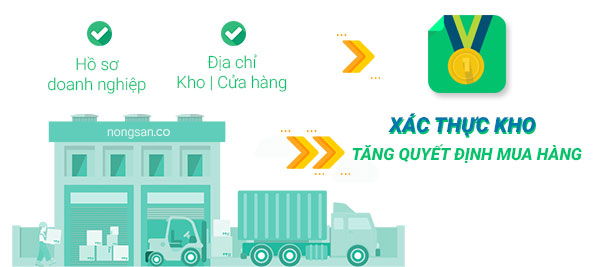 Hồ sơ
doanh nghiệp
Địa chỉ
Kho | Cửa hàng
1
XÁC THỰC KHO
TĂNG QUYẾT ĐỊNH MUA HÀNG
nongsan.co